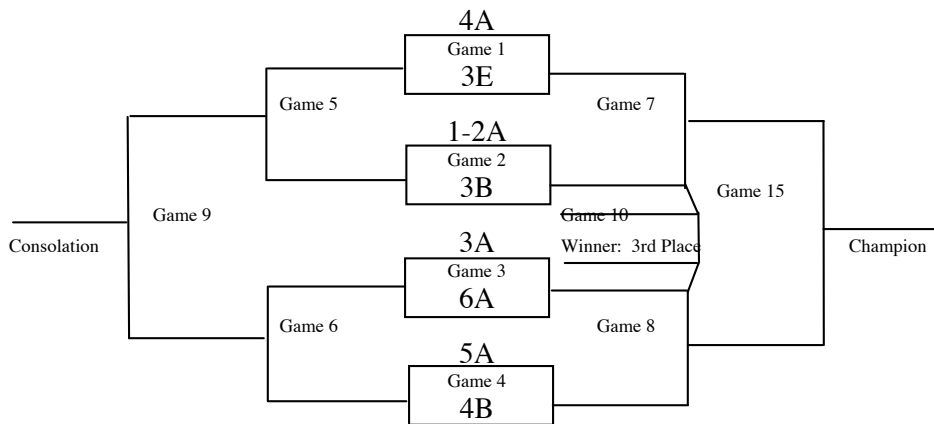 4A
Game 1
3E
Game 5
Game 7
1-2A
Game 2
3B
Game 15
Game 9
Game 10
Consolation
3A
Winner: 3rd Place
Champion
Game 3
6A
Game 6
Game 8
5A
Game 4
4B